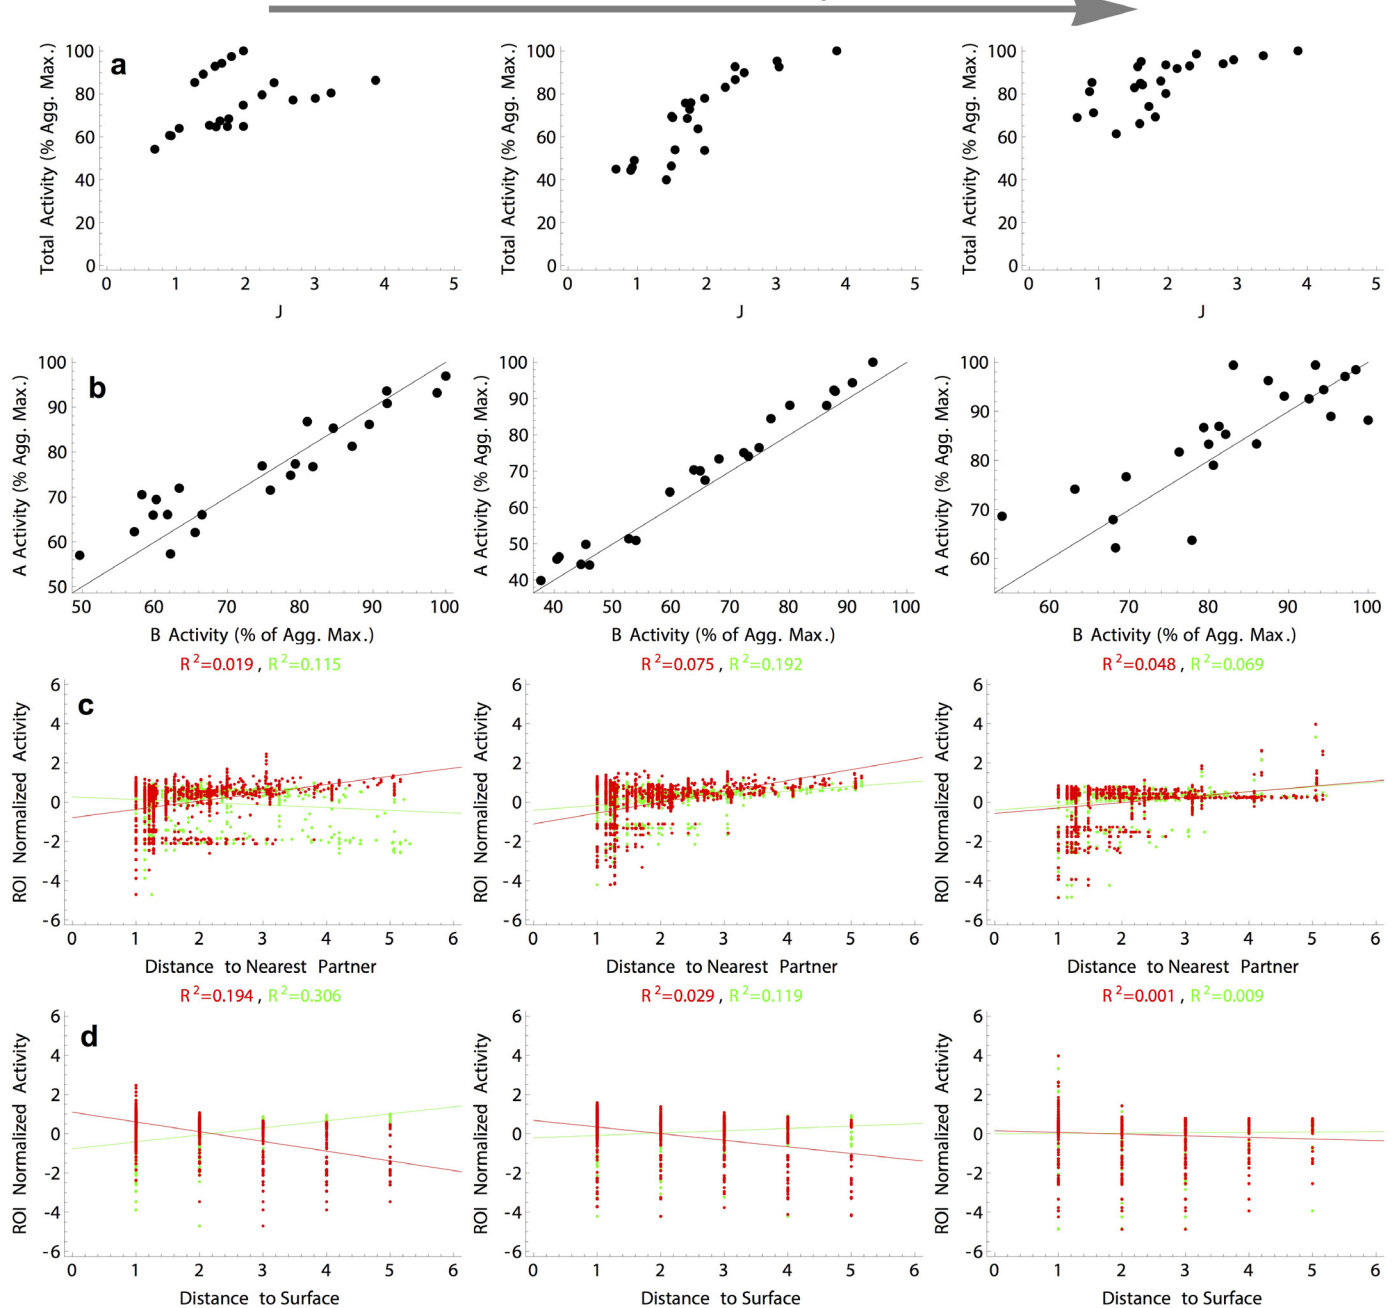 a
Total Activity (% Agg. Max.)
100
80
60
40
20
0
0 1 2 3 4 5
J
Total Activity (% Agg. Max.)
100
80
60
40
20
0
0 1 2 3 4 5
J
Total Activity (% Agg. Max.)
100
80
60
40
20
0
0 1 2 3 4 5
J
b
A Activity (% Agg. Max.)
100
90
80
70
60
50
50 60 70 80 90 100
B Activity (% of Agg. Max.)
A Activity (% Agg. Max.)
100
90
80
70
60
50
40
40 50 60 70 80 90 100
B Activity (% of Agg. Max.)
A Activity (% Agg. Max.)
100
90
80
70
60
60 70 80 90 100
B Activity (% of Agg. Max.)
R²=0.019 , R²=0.115
c
ROI Normalized Activity
6
4
2
0
-2
-4
-6
0 1 2 3 4 5 6
Distance to Nearest Partner
R²=0.075 , R²=0.192
ROI Normalized Activity
6
4
2
0
-2
-4
-6
0 1 2 3 4 5 6
Distance to Nearest Partner
R²=0.048 , R²=0.069
ROI Normalized Activity
6
4
2
0
-2
-4
-6
0 1 2 3 4 5 6
Distance to Nearest Partner
R²=0.194 , R²=0.306
d
ROI Normalized Activity
6
4
2
0
-2
-4
-6
0 1 2 3 4 5 6
Distance to Surface
R²=0.029 , R²=0.119
ROI Normalized Activity
6
4
2
0
-2
-4
-6
0 1 2 3 4 5 6
Distance to Surface
R²=0.001 , R²=0.009
ROI Normalized Activity
6
4
2
0
-2
-4
-6
0 1 2 3 4 5 6
Distance to Surface